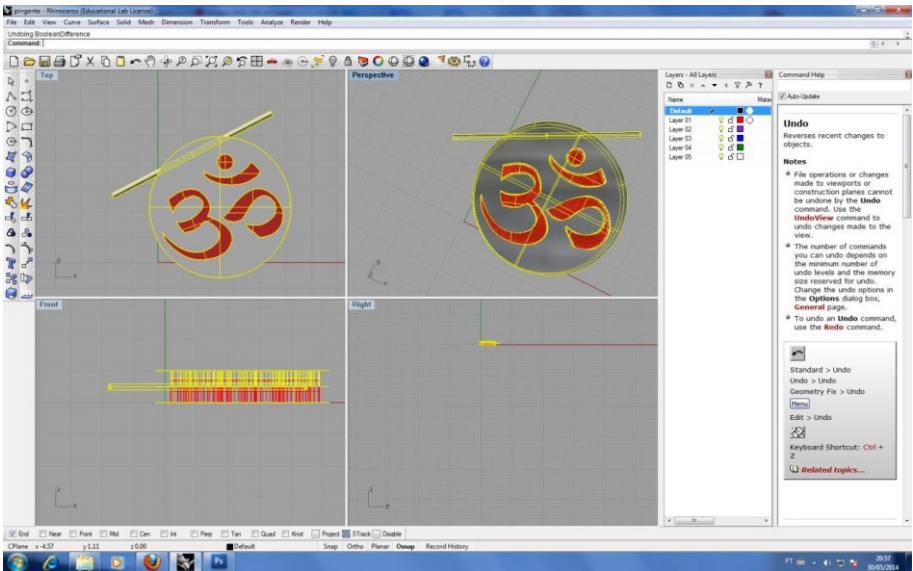 pingente - Rhinoceros (Educational Lab License)
File Edit View Curve Surface Solid Mesh Dimension Transform Tools Analyze Render Help
Undoing BooleanDifference
Command:
Top
Perspective
Front
Right
Layers - All Layers
Name Mate
Default
Layer 01
Layer 02
Layer 03
Layer 04
Layer 05
Command Help
Auto-Update
Undo
Reverses recent changes to
objects.
Notes
File operations or changes
made to viewports or
construction planes cannot
be undone by the Undo
command. Use the
UndoView command to
undo changes made to the
view.
The number of commands
you can undo depends on
the minimum number of
undo levels and the memory
size reserved for undo.
Change the undo options in
the Options dialog box,
General page.
To undo an Undo command,
use the Redo command.
Standard > Undo
Undo > Undo
Geometry Fix > Undo
Menu
Edit > Undo
Keyboard Shortcut: Ctrl +
Z
Related topics...
End Near Point Mid Cen Int Perp Tan Quad Knot Project STrack Disable
CPlane x -4.57 y 1.11 z 0.00 Default Snap Ortho Planar Osnap Record History
Ps
PT 20:57
30/05/2014